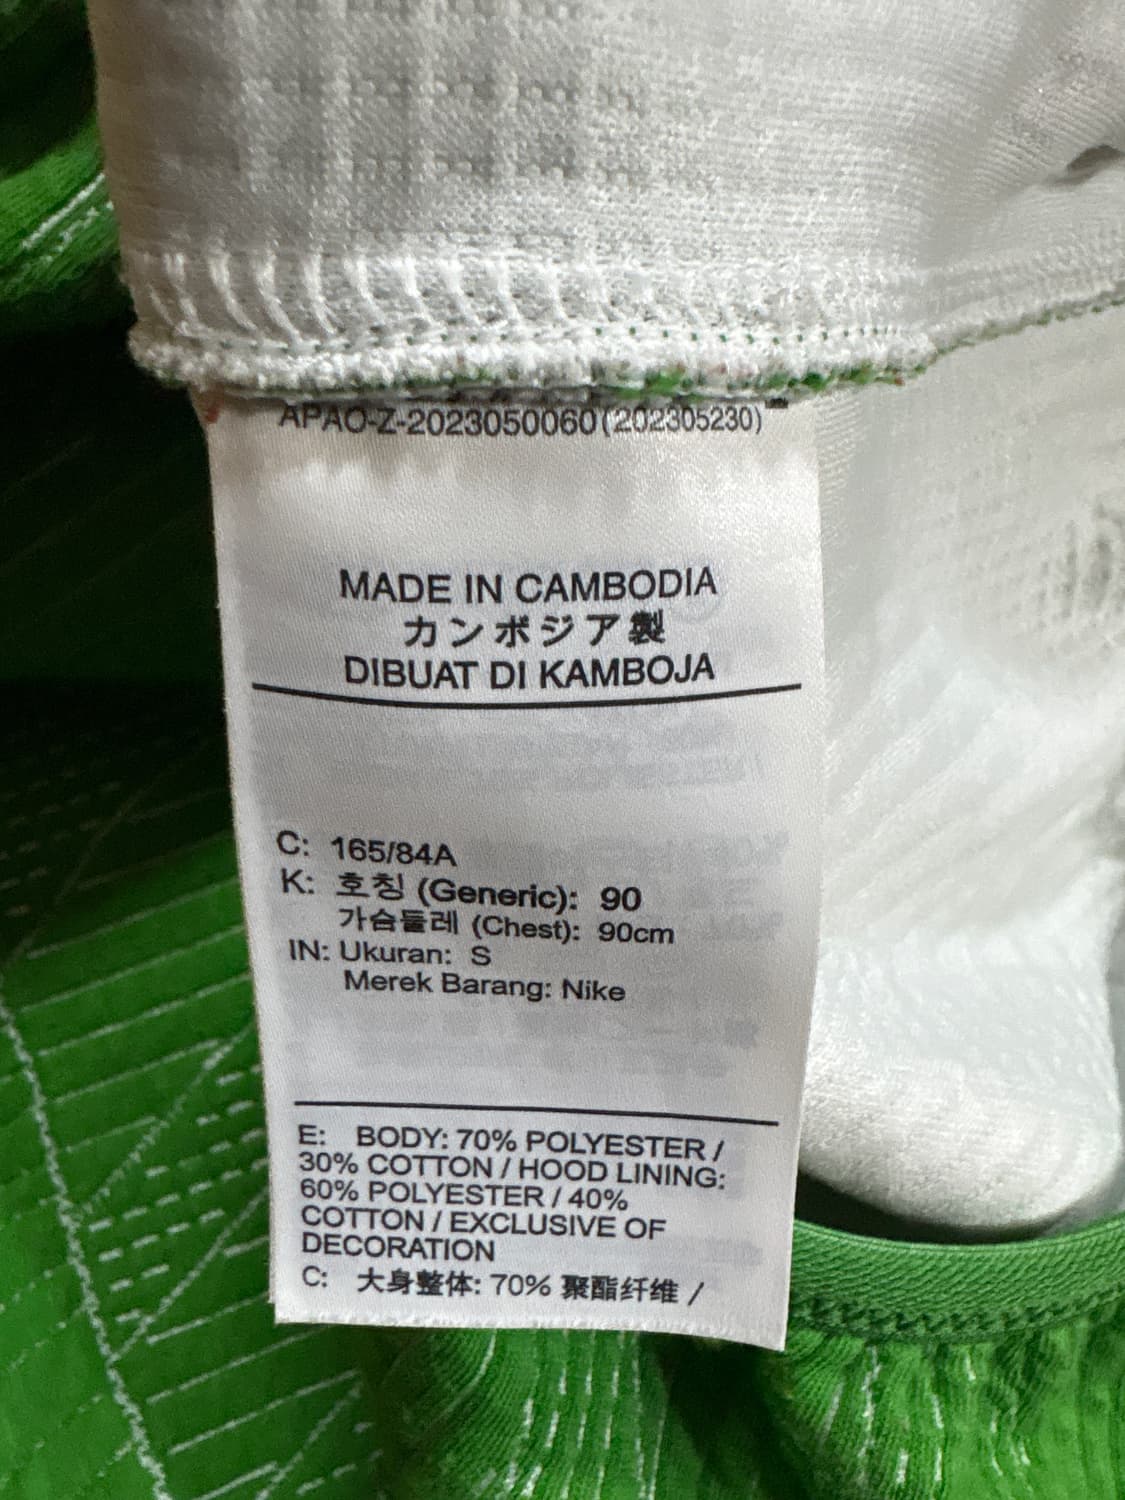 APAO-Z-2023050060(202305230)
MADE IN CAMBODIA
カンボジア製
DIBUAT DI KAMBOJA
C: 165/84A
K: 호칭 (Generic): 90
가슴둘레 (Chest): 90cm
IN: Ukuran: S
Merek Barang: Nike
E: BODY: 70% POLYESTER /
30% COTTON / HOOD LINING:
60% POLYESTER / 40%
COTTON / EXCLUSIVE OF
DECORATION
C: 大身整体: 70% 聚酯纤维 /